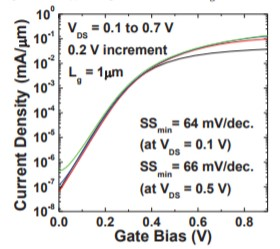 10⁰
10⁻¹
10⁻²
10⁻³
10⁻⁴
10⁻⁵
10⁻⁶
10⁻⁷
10⁻⁸
Current Density (mA/μm)
V_DS = 0.1 to 0.7 V
0.2 V increment
L_g = 1μm
SS_min = 64 mV/dec.
(at V_DS = 0.1 V)
SS_min = 66 mV/dec.
(at V_DS = 0.5 V)
0.0 0.2 0.4 0.6 0.8
Gate Bias (V)